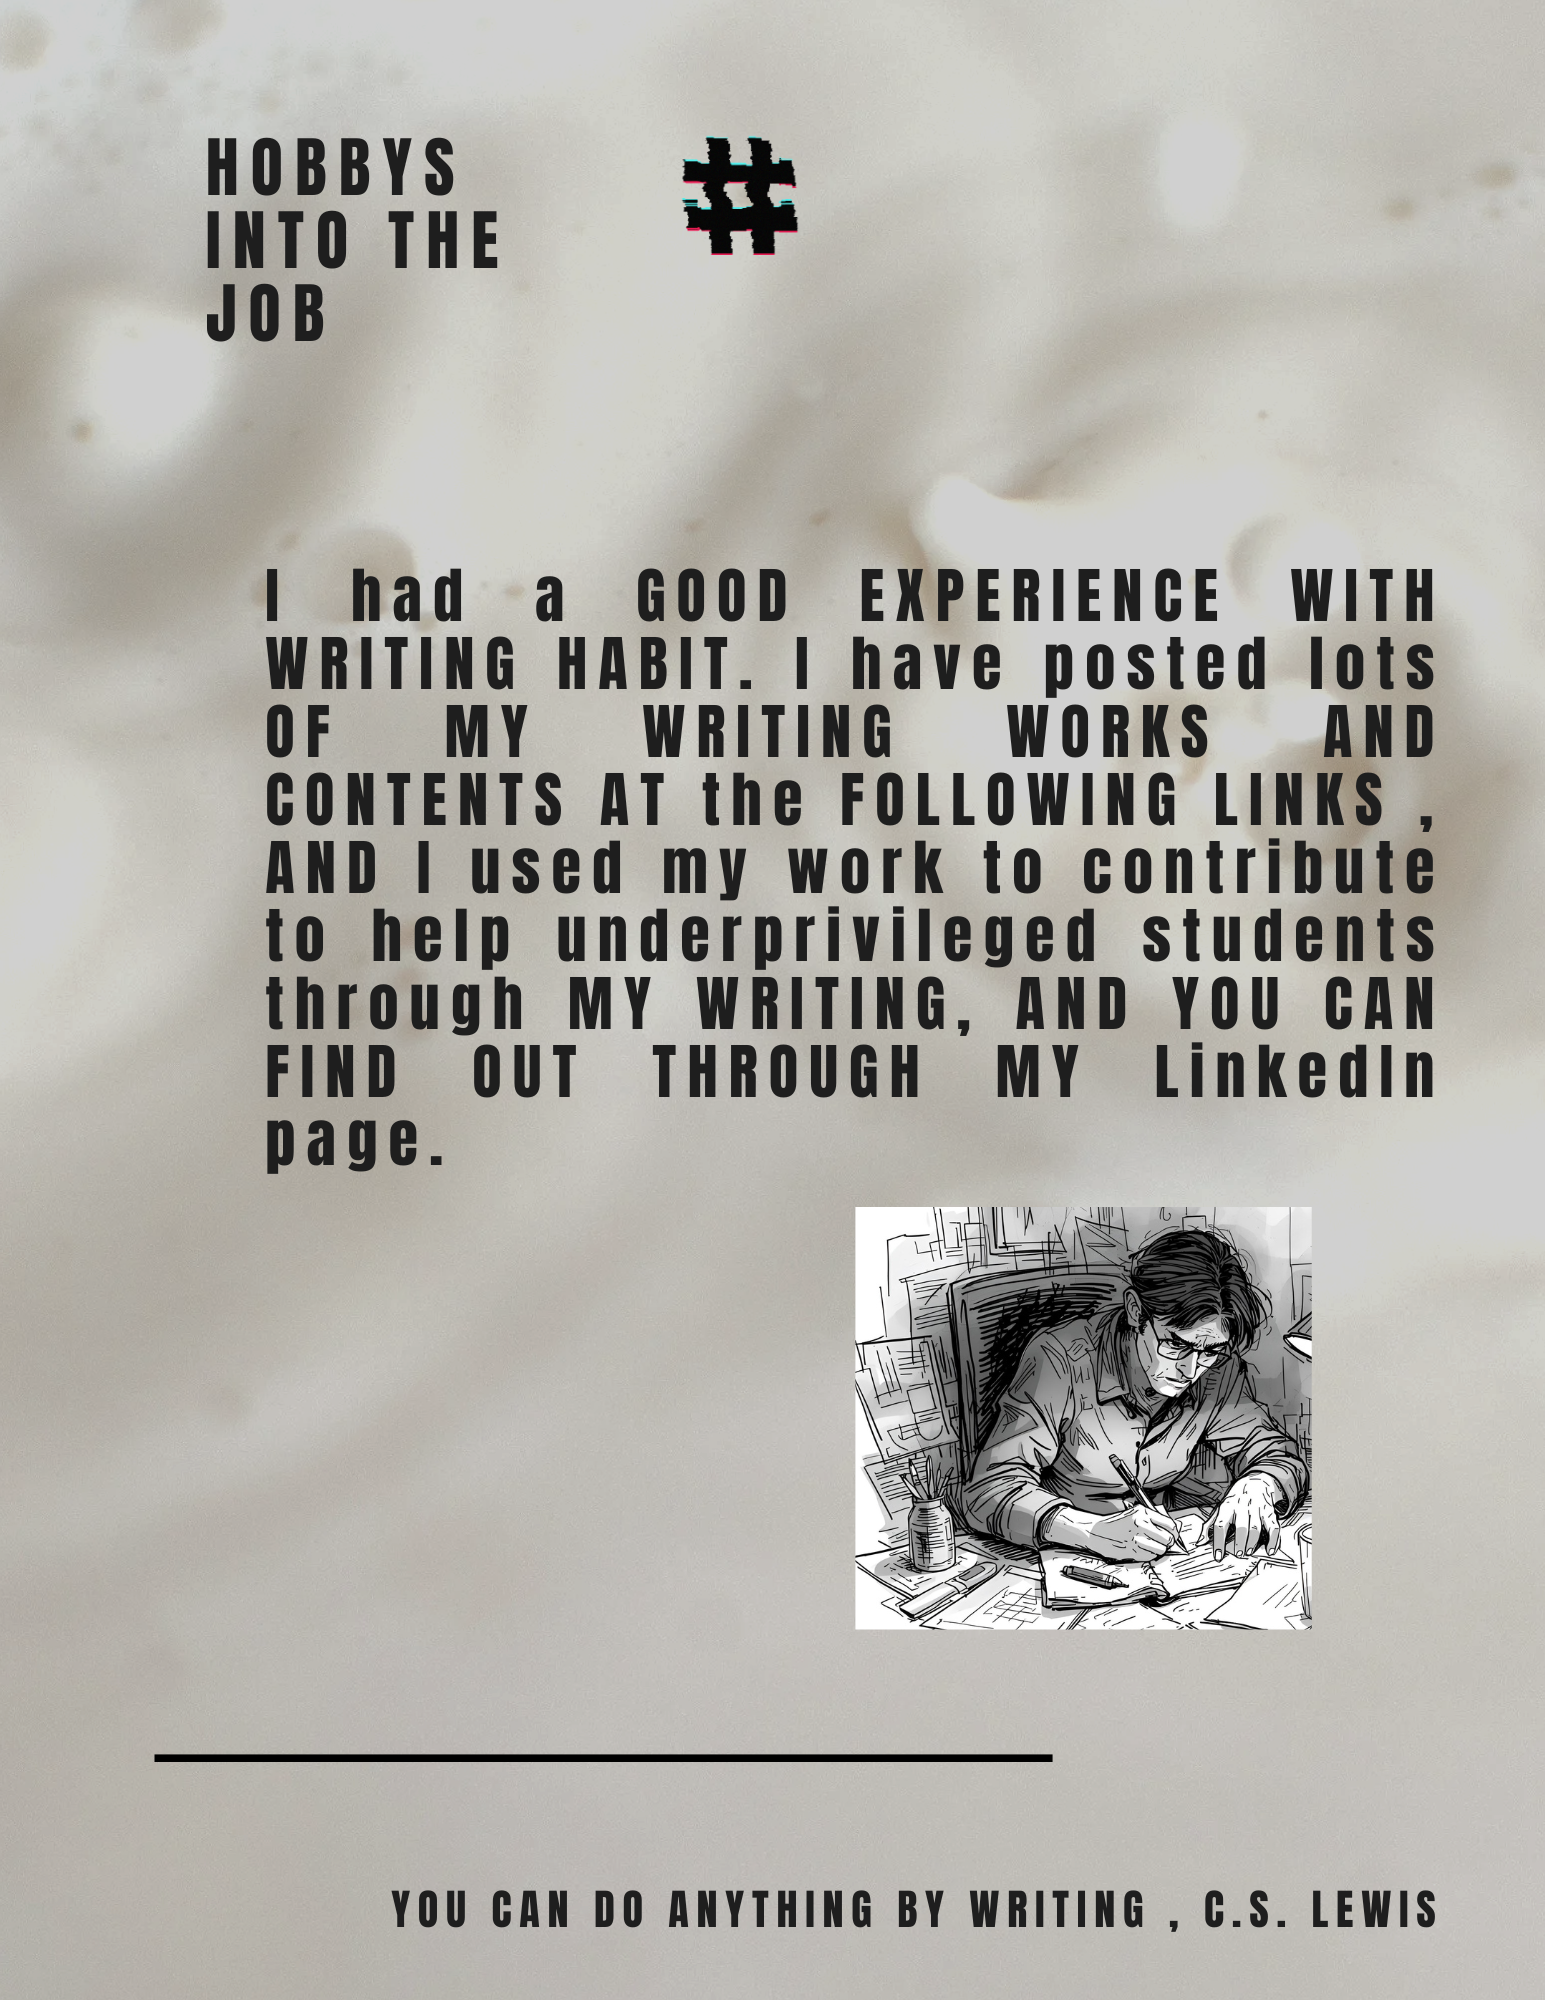 HOBBYS
INTO THE
JOB
#
I had a GOOD EXPERIENCE WITH
WRITING HABIT. I have posted lots
OF MY WRITING WORKS AND
CONTENTS AT the FOLLOWING LINKS ,
AND I used my work to contribute
to help underprivileged students
through MY WRITING, AND YOU CAN
FIND OUT THROUGH MY LinkedIn
page.
YOU CAN DO ANYTHING BY WRITING , C.S. LEWIS